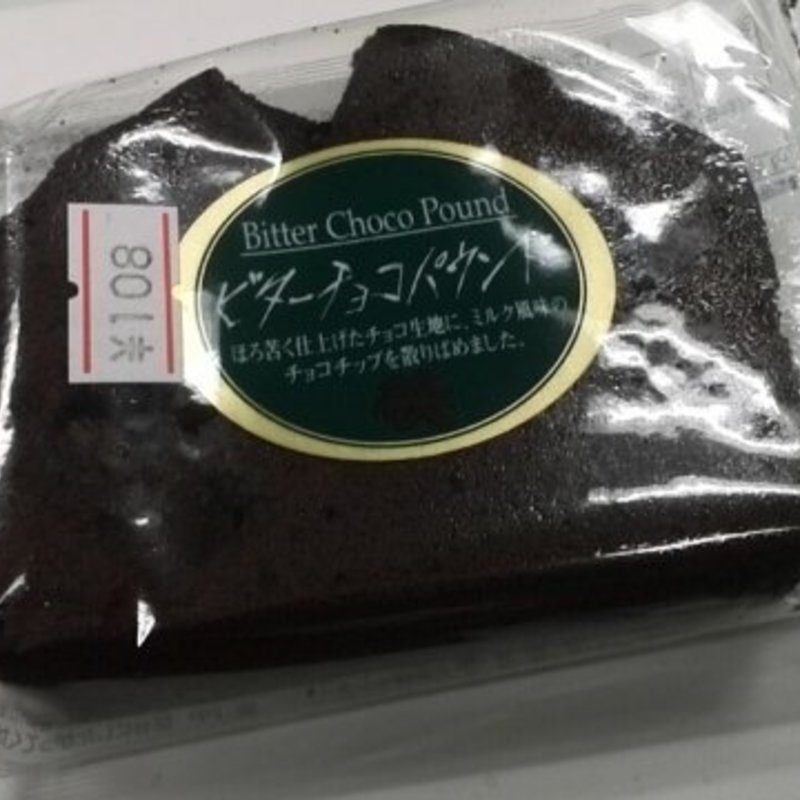 Bitter Choco Pound
ビターチョコパウンド
ほろ苦く仕上げたチョコ生地に、ミルク風味の
チョコチップを散りばめました。
108